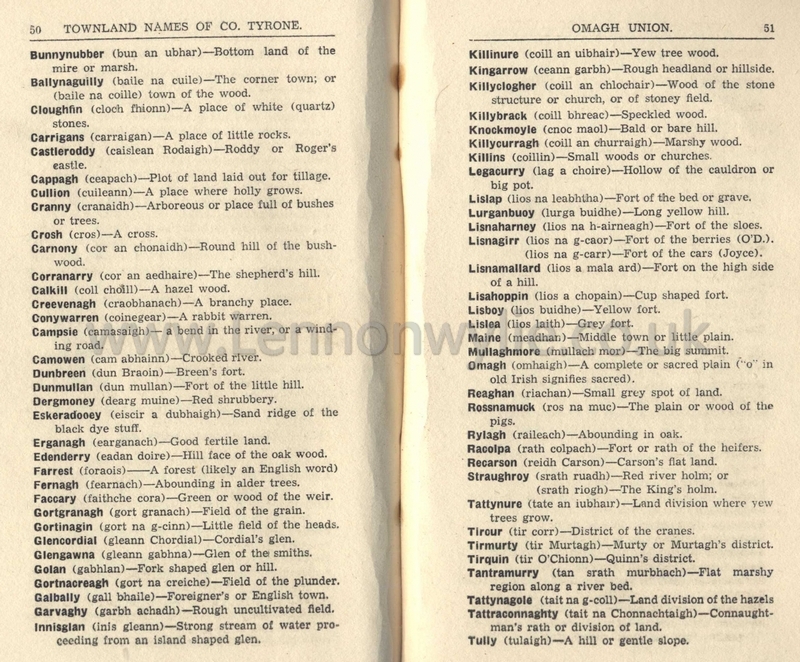 50 TOWNLAND NAMES OF CO. TYRONE.
Bunnynubber (bun an ubhar)—Bottom land of the
mire or marsh.
Ballynaguilly (baile na cuile)—The corner town; or
(baile na coille) town of the wood.
Cloughfin (cloch fhionn)—A place of white (quartz)
stones.
Carrigans (carraigan)—A place of little rocks.
Castleroddy (caislean Rodaigh)—Roddy or Roger's
castle.
Cappagh (ceapach)—Plot of land laid out for tillage.
Cullion (cuileann)—A place where holly grows.
Cranny (cranaidh)—Arboreous or place full of bushes
or trees.
Crosh (cros)—A cross.
Carnony (cor an chonaidh)—Round hill of the bush-
wood.
Corranarry (cor an aedhaire)—The shepherd's hill.
Calkill (coll choill)—A hazel wood.
Creevenagh (craobhanach)—A branchy place.
Conywarren (coinegear)—A rabbit warren.
Campsie (camasaigh)— a bend in the river, or a wind-
ing road.
Camowen (cam abhainn)—Crooked river.
Dunbreen (dun Braoin)—Breen's fort.
Dunmullan (dun mullan)—Fort of the little hill.
Dergmoney (dearg muine)—Red shrubbery.
Eskeradooey (eiscir a dubhaigh)—Sand ridge of the
black dye stuff.
Erganagh (earganach)—Good fertile land.
Edenderry (eadan doire)—Hill face of the oak wood.
Farrest (foraois)——A forest (likely an English word)
Fernagh (fearnach)—Abounding in alder trees.
Faccary (faithche cora)—Green or wood of the weir.
Gortgranagh (gort granach)—Field of the grain.
Gortinagin (gort na g-cinn)—Little field of the heads.
Glencordial (gleann Chordial)—Cordial's glen.
Glengawna (gleann gabhna)—Glen of the smiths.
Golan (gabhlan)—Fork shaped glen or hill.
Gortnacreagh (gort na creiche)—Field of the plunder.
Galbally (gall bhaile)—Foreigner's or English town.
Garvaghy (garbh achadh)—Rough uncultivated field.
Innisglan (inis gleann)—Strong stream of water pro-
ceeding from an island shaped glen.
OMAGH UNION. 51
Killinure (coill an uibhair)—Yew tree wood.
Kingarrow (ceann garbh)—Rough headland or hillside.
Killyclogher (coill an chlochair)—Wood of the stone
structure or church, or of stoney field.
Killybrack (coill bhreac)—Speckled wood.
Knockmoyle (cnoc maol)—Bald or bare hill.
Killycurragh (coill an churraigh)—Marshy wood.
Killins (coillin)—Small woods or churches.
Legacurry (lag a choire)—Hollow of the cauldron or
big pot.
Lislap (lios na leabhtha)—Fort of the bed or grave.
Lurganbuoy (lurga buidhe)—Long yellow hill.
Lisnaharney (lios na h-airneagh)—Fort of the sloes.
Lisnagirr (lios na g-caor)—Fort of the berries (O'D.).
(lios na g-carr)—Fort of the cars (Joyce).
Lisnamallard (lios a mala ard)—Fort on the high side
of a hill.
Lisahoppin (lios a chopain)—Cup shaped fort.
Lisboy (lios buidhe)—Yellow fort.
Lislea (lios laith)—Grey fort.
Maine (meadhan)—Middle town or little plain.
Mullaghmore (mullach mor)—The big summit.
Omagh (omhaigh)—A complete or sacred plain ("o" in
old Irish signifies sacred).
Reaghan (riachan)—Small grey spot of land.
Rossnamuck (ros na muc)—The plain or wood of the
pigs.
Rylagh (raileach)—Abounding in oak.
Racolpa (rath colpach)—Fort or rath of the heifers.
Recarson (reidh Carson)—Carson's flat land.
Straughroy (srath ruadh)—Red river holm; or
(srath riogh)—The King's holm.
Tattynure (tate an iubhair)—Land division where yew
trees grow.
Tircur (tir corr)—District of the cranes.
Tirmurty (tir Murtagh)—Murty or Murtagh's district.
Tirquin (tir O'Chionn)—Quinn's district.
Tantramurry (tan srath murbhach)—Flat marshy
region along a river bed.
Tattynagole (tait na g-coll)—Land division of the hazels
Tattraconnaghty (tait na Chonnachtaigh)—Connaught-
man's rath or division of land.
Tully (tulaigh)—A hill or gentle slope.